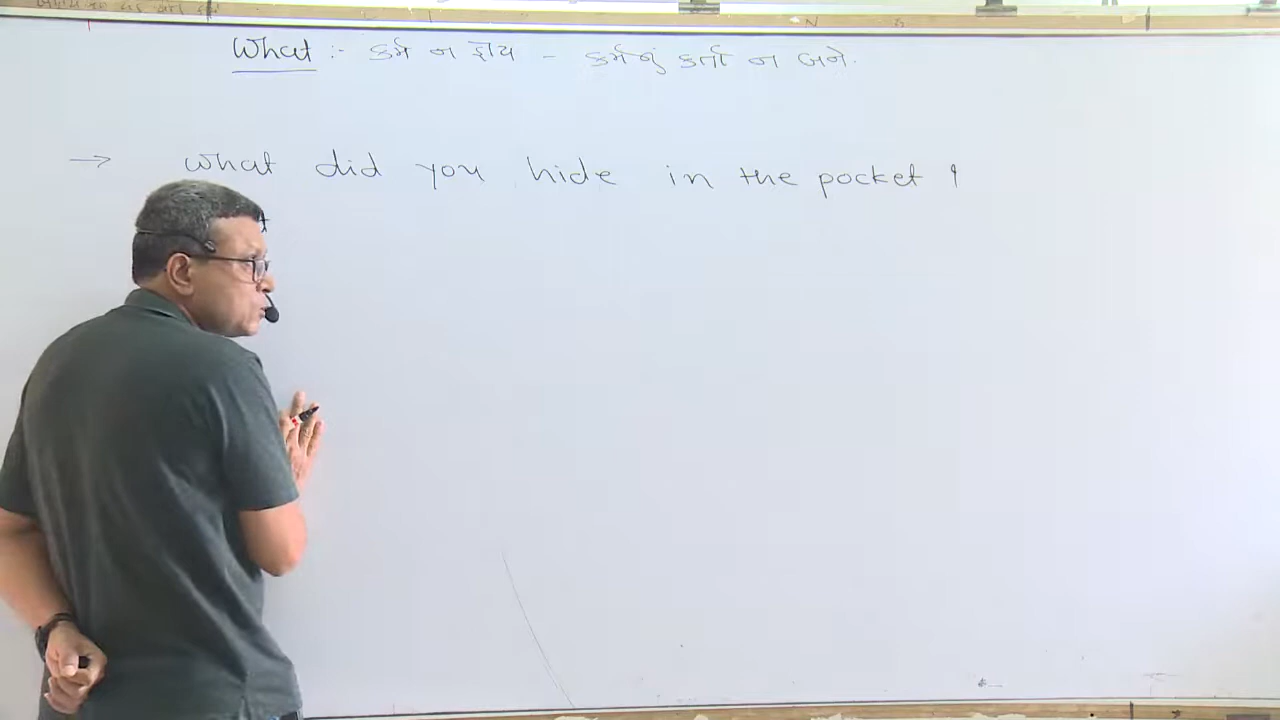 What :- કર્મ ન હોય - કર્મનું કર્તા ન બને.
→ what did you hide in the pocket ?